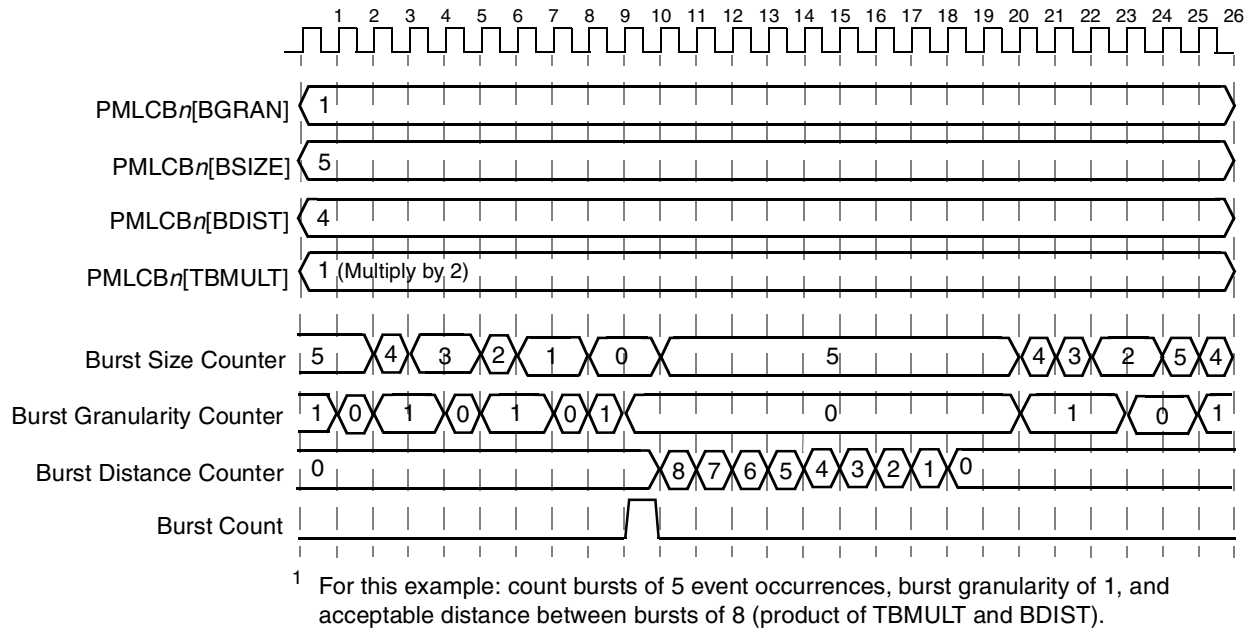 1 2 3 4 5 6 7 8 9 10 11 12 13 14 15 16 17 18 19 20 21 22 23 24 25 26
PMLCBn[BGRAN] 1
PMLCBn[BSIZE] 5
PMLCBn[BDIST] 4
PMLCBn[TBMULT] 1 (Multiply by 2)
Burst Size Counter 5 4 3 2 1 0 5 4 3 2 5 4
Burst Granularity Counter 1 0 1 0 1 0 1 0 1 0 1
Burst Distance Counter 0 8 7 6 5 4 3 2 1 0
Burst Count
1 For this example: count bursts of 5 event occurrences, burst granularity of 1, and
acceptable distance between bursts of 8 (product of TBMULT and BDIST).